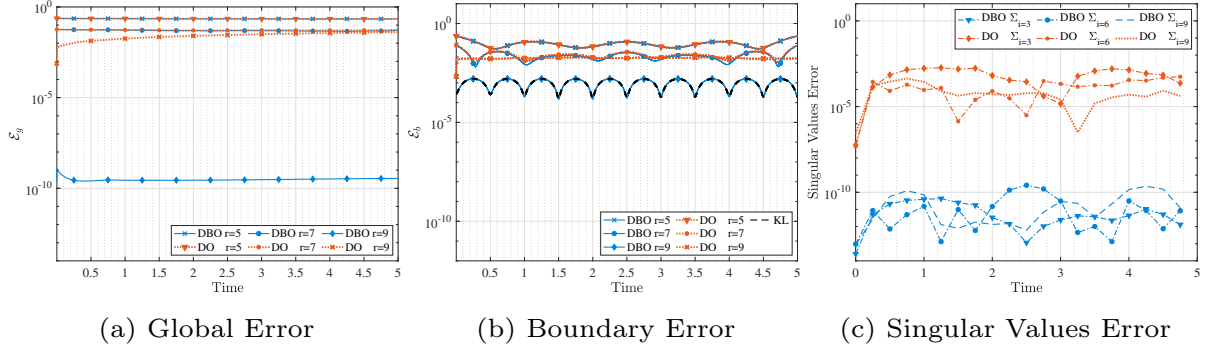 10^0
10^-5
10^-10
ℰ_g
0.5 1 1.5 2 2.5 3 3.5 4 4.5 5
Time
DBO r=5 DBO r=7 DBO r=9
DO r=5 DO r=7 DO r=9
(a) Global Error
10^0
10^-5
10^-10
ℰ_b
0.5 1 1.5 2 2.5 3 3.5 4 4.5 5
Time
DBO r=5 DO r=5 KL
DBO r=7 DO r=7
DBO r=9 DO r=9
(b) Boundary Error
10^0
10^-5
10^-10
Singular Values Error
0 1 2 3 4 5
Time
DBO Σ_i=3 DBO Σ_i=6 DBO Σ_i=9
DO Σ_i=3 DO Σ_i=6 DO Σ_i=9
(c) Singular Values Error